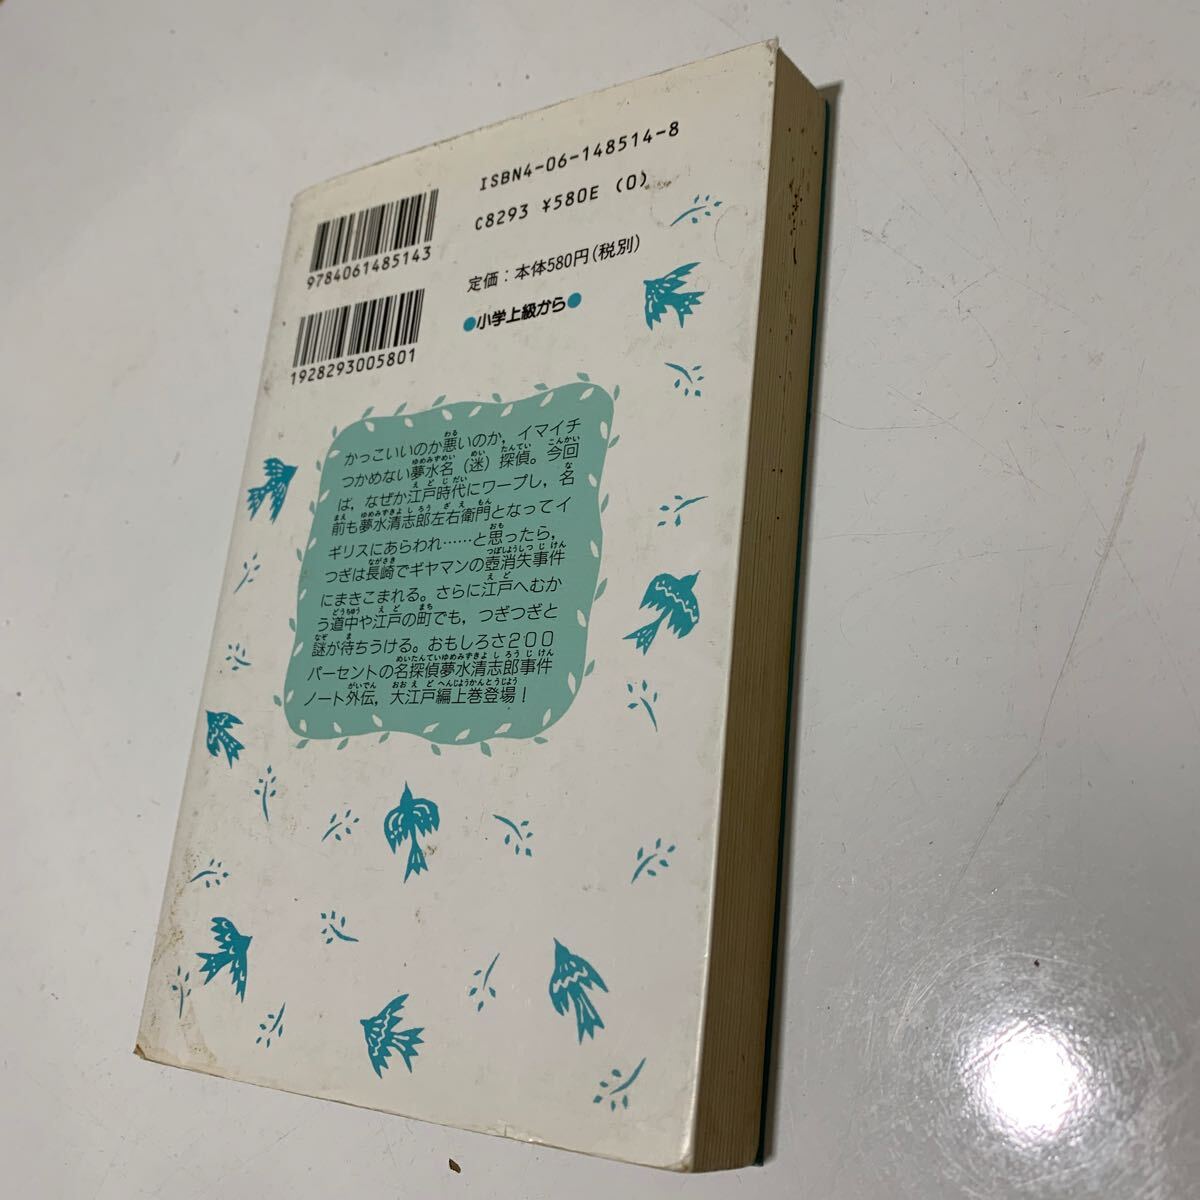 ISBN4-06-148514-8
C8293 ¥580E (0)
定価：本体580円（税別）
●小学上級から●
9784061485143
1928293005801
かっこいいのか悪いのか，イマイチ
つかめない夢水名（迷）探偵。今回
は，なぜか江戸時代にワープし，名
前も夢水清志郎左右衛門となってイ
ギリスにあらわれ……と思ったら，
つぎは長崎でギヤマンの壺消失事件
にまきこまれる。さらに江戸へむか
う道中や江戸の町でも，つぎつぎと
謎が待ちうける。おもしろさ200
パーセントの名探偵夢水清志郎事件
ノート外伝，大江戸編上巻登場！